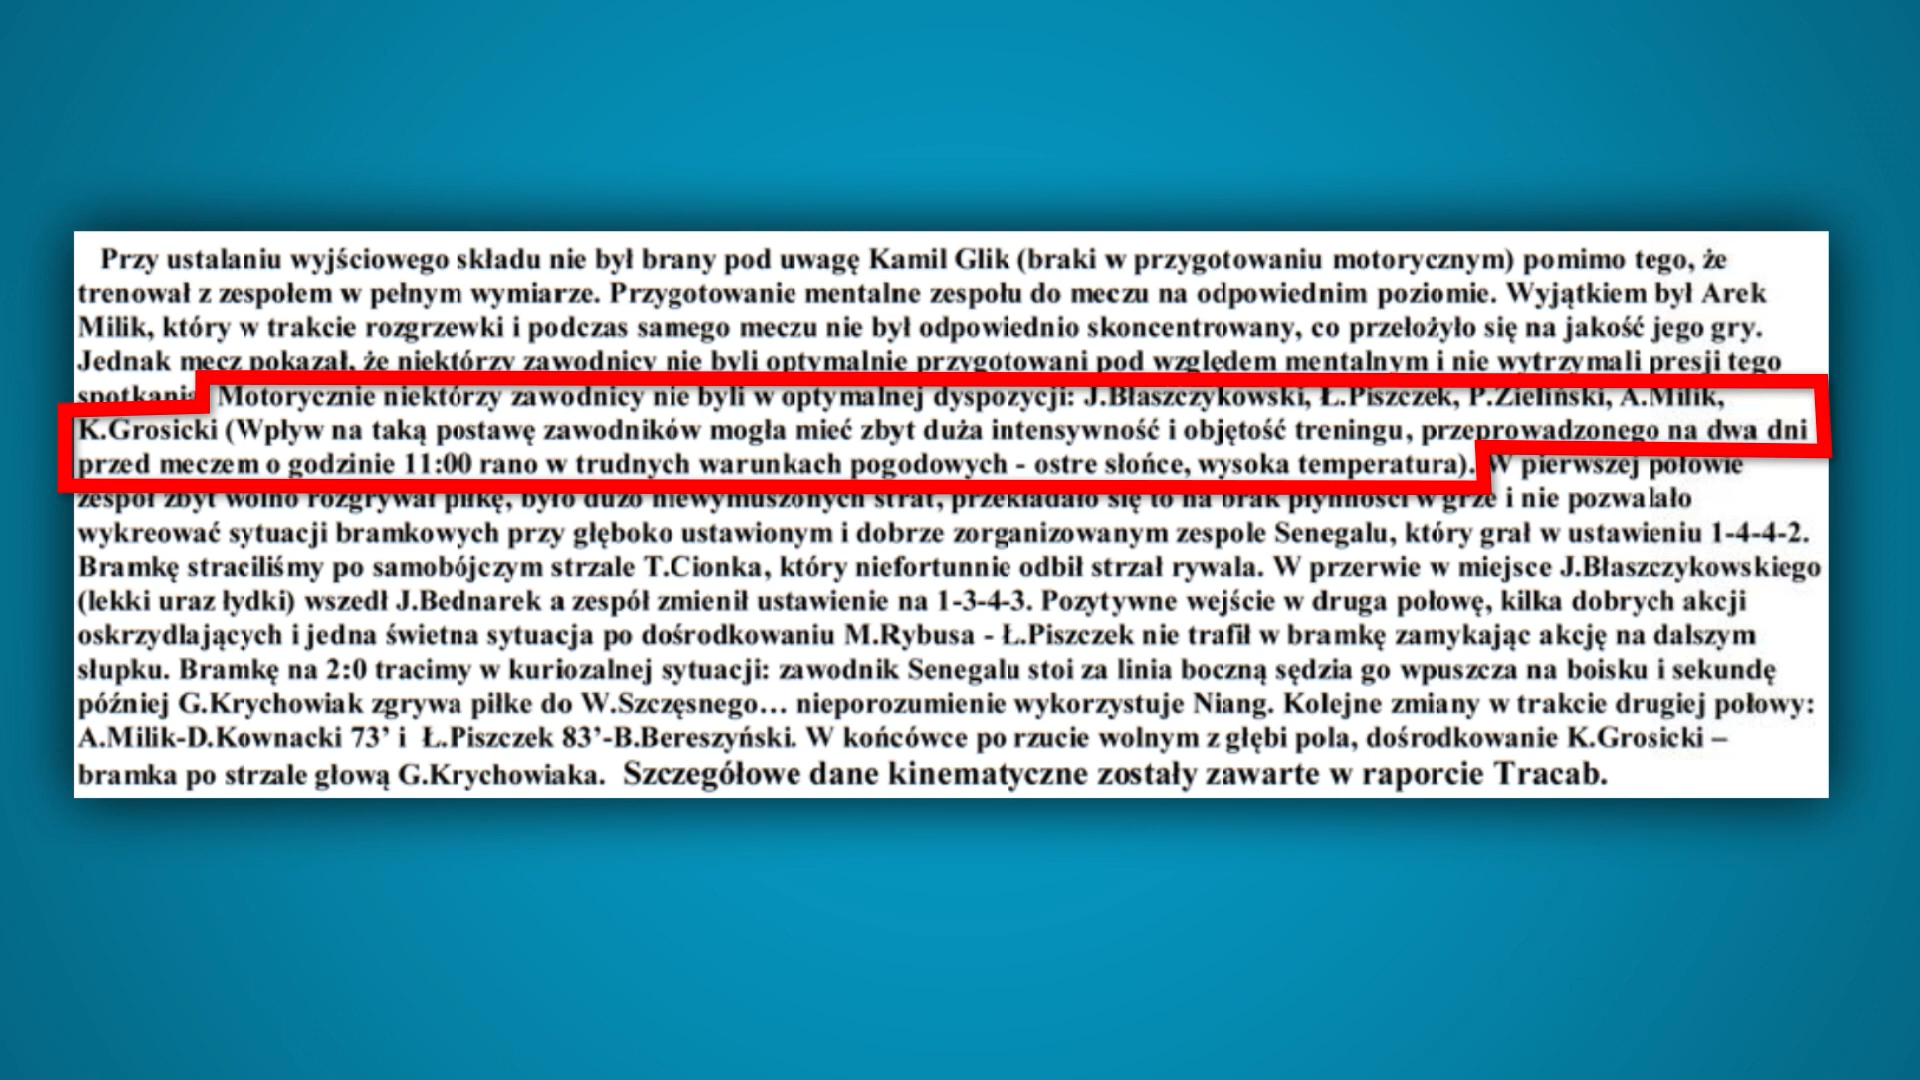 Przy ustalaniu wyjściowego składu nie był brany pod uwagę Kamil Glik (braki w przygotowaniu motorycznym) pomimo tego, że
trenował z zespołem w pełnym wymiarze. Przygotowanie mentalne zespołu do meczu na odpowiednim poziomie. Wyjątkiem był Arek
Milik, który w trakcie rozgrzewki i podczas samego meczu nie był odpowiednio skoncentrowany, co przełożyło się na jakość jego gry.
Jednak mecz pokazał, że niektórzy zawodnicy nie byli optymalnie przygotowani pod względem mentalnym i nie wytrzymali presji tego
spotkania. Motorycznie niektórzy zawodnicy nie byli w optymalnej dyspozycji: J.Błaszczykowski, Ł.Piszczek, P.Zieliński, A.Milik,
K.Grosicki (Wpływ na taką postawę zawodników mogła mieć zbyt duża intensywność i objętość treningu, przeprowadzonego na dwa dni
przed meczem o godzinie 11:00 rano w trudnych warunkach pogodowych - ostre słońce, wysoka temperatura). W pierwszej połowie
zespół zbyt wolno rozgrywał piłkę, było dużo niewymuszonych strat, przekładało się to na brak płynności w grze i nie pozwalało
wykreować sytuacji bramkowych przy głęboko ustawionym i dobrze zorganizowanym zespole Senegalu, który grał w ustawieniu 1-4-4-2.
Bramkę straciliśmy po samobójczym strzale T.Cionka, który niefortunnie odbił strzał rywala. W przerwie w miejsce J.Błaszczykowskiego
(lekki uraz łydki) wszedł J.Bednarek a zespół zmienił ustawienie na 1-3-4-3. Pozytywne wejście w druga połowę, kilka dobrych akcji
oskrzydlających i jedna świetna sytuacja po dośrodkowaniu M.Rybusa - Ł.Piszczek nie trafił w bramkę zamykając akcję na dalszym
słupku. Bramkę na 2:0 tracimy w kuriozalnej sytuacji: zawodnik Senegalu stoi za linia boczną sędzia go wpuszcza na boisku i sekundę
później G.Krychowiak zgrywa piłke do W.Szczęsnego... nieporozumienie wykorzystuje Niang. Kolejne zmiany w trakcie drugiej połowy:
A.Milik-D.Kownacki 73’ i Ł.Piszczek 83’-B.Bereszyński. W końcówce po rzucie wolnym z głębi pola, dośrodkowanie K.Grosicki –
bramka po strzale głową G.Krychowiaka. Szczegółowe dane kinematyczne zostały zawarte w raporcie Tracab.